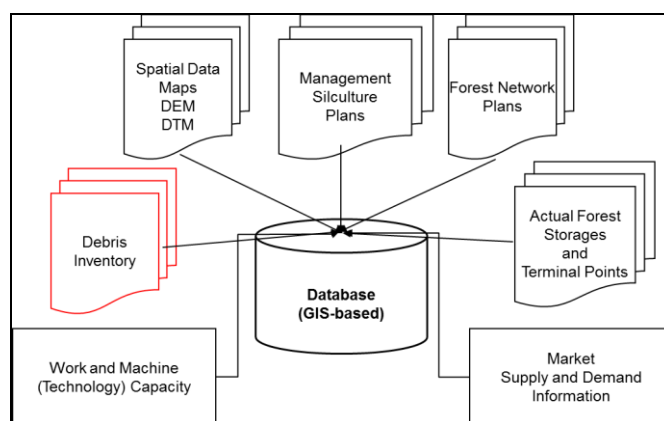 Spatial Data
Maps
DEM
DTM
Management
Silculture
Plans
Forest Network
Plans
Debris
Inventory
Actual Forest
Storages
and
Terminal Points
Database
(GIS-based)
Work and Machine
(Technology) Capacity
Market
Supply and Demand
Information